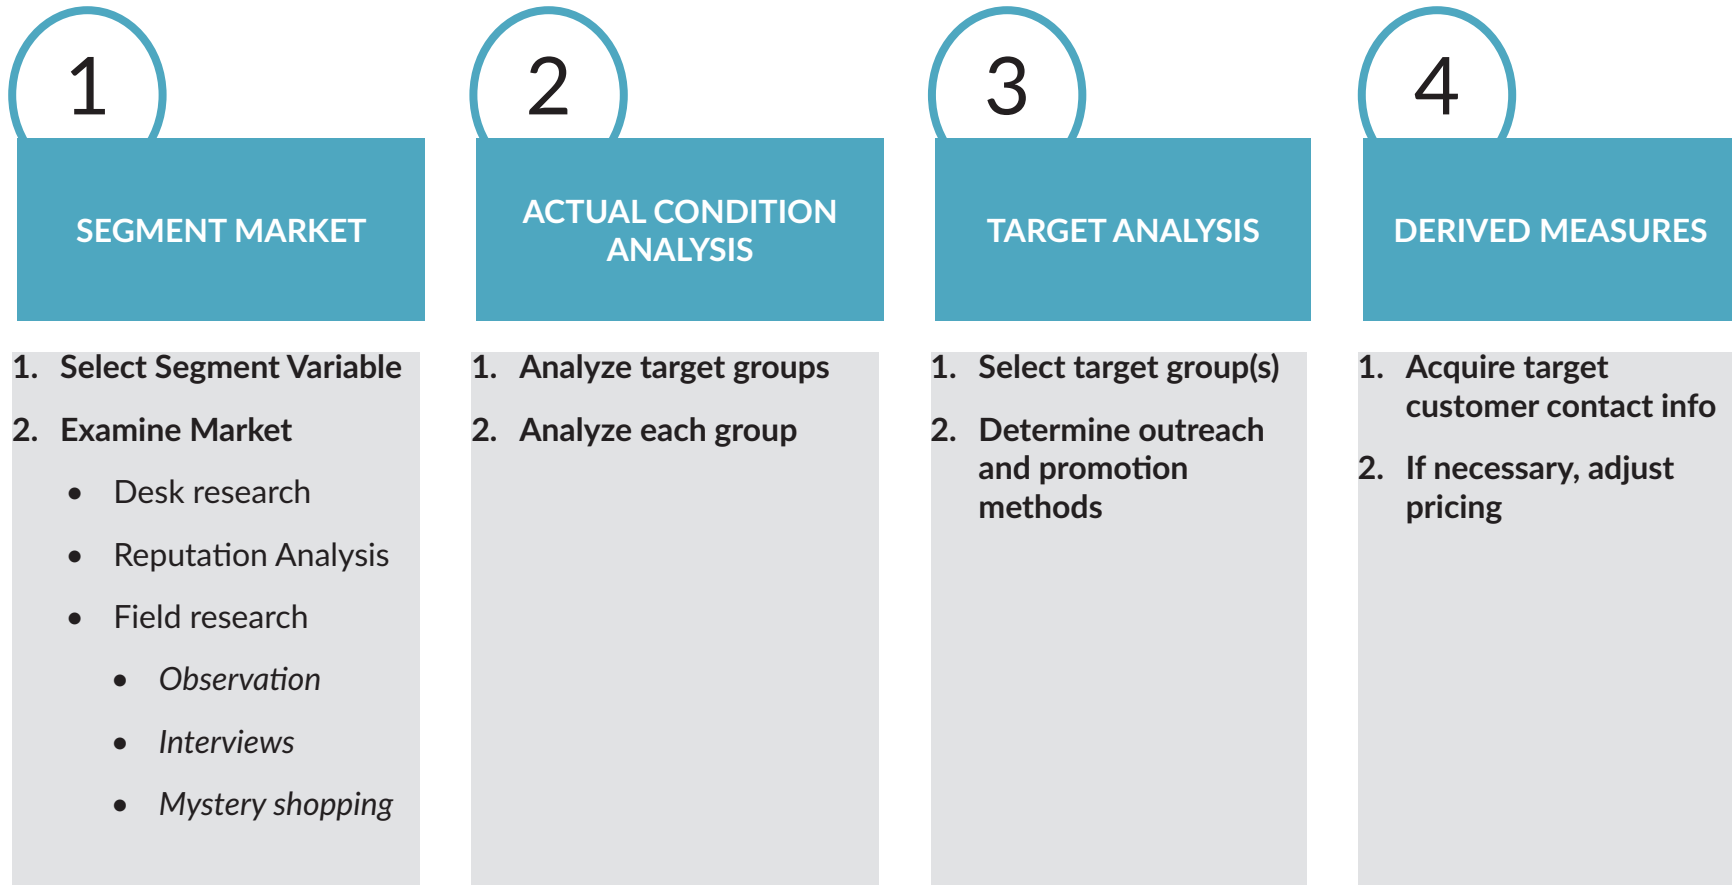 1
SEGMENT MARKET
1. Select Segment Variable
2. Examine Market
• Desk research
• Reputation Analysis
• Field research
• Observation
• Interviews
• Mystery shopping
2
ACTUAL CONDITION
ANALYSIS
1. Analyze target groups
2. Analyze each group
3
TARGET ANALYSIS
1. Select target group(s)
2. Determine outreach
and promotion
methods
4
DERIVED MEASURES
1. Acquire target
customer contact info
2. If necessary, adjust
pricing